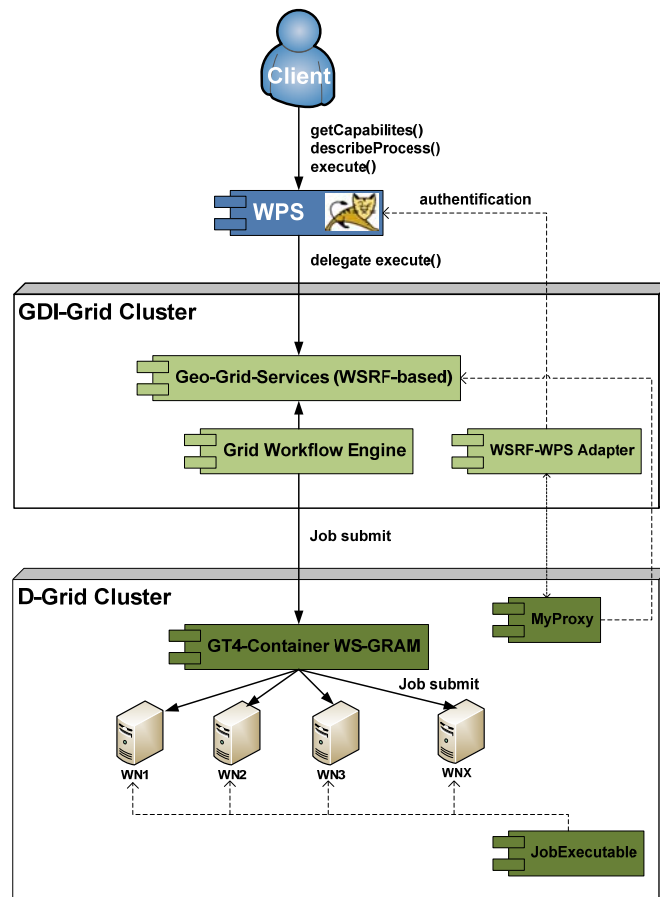 Client
getCapabilites()
describeProcess()
execute()
WPS
authentification
delegate execute()
GDI-Grid Cluster
Geo-Grid-Services (WSRF-based)
Grid Workflow Engine
WSRF-WPS Adapter
Job submit
D-Grid Cluster
MyProxy
GT4-Container WS-GRAM
Job submit
WN1
WN2
WN3
WNX
JobExecutable